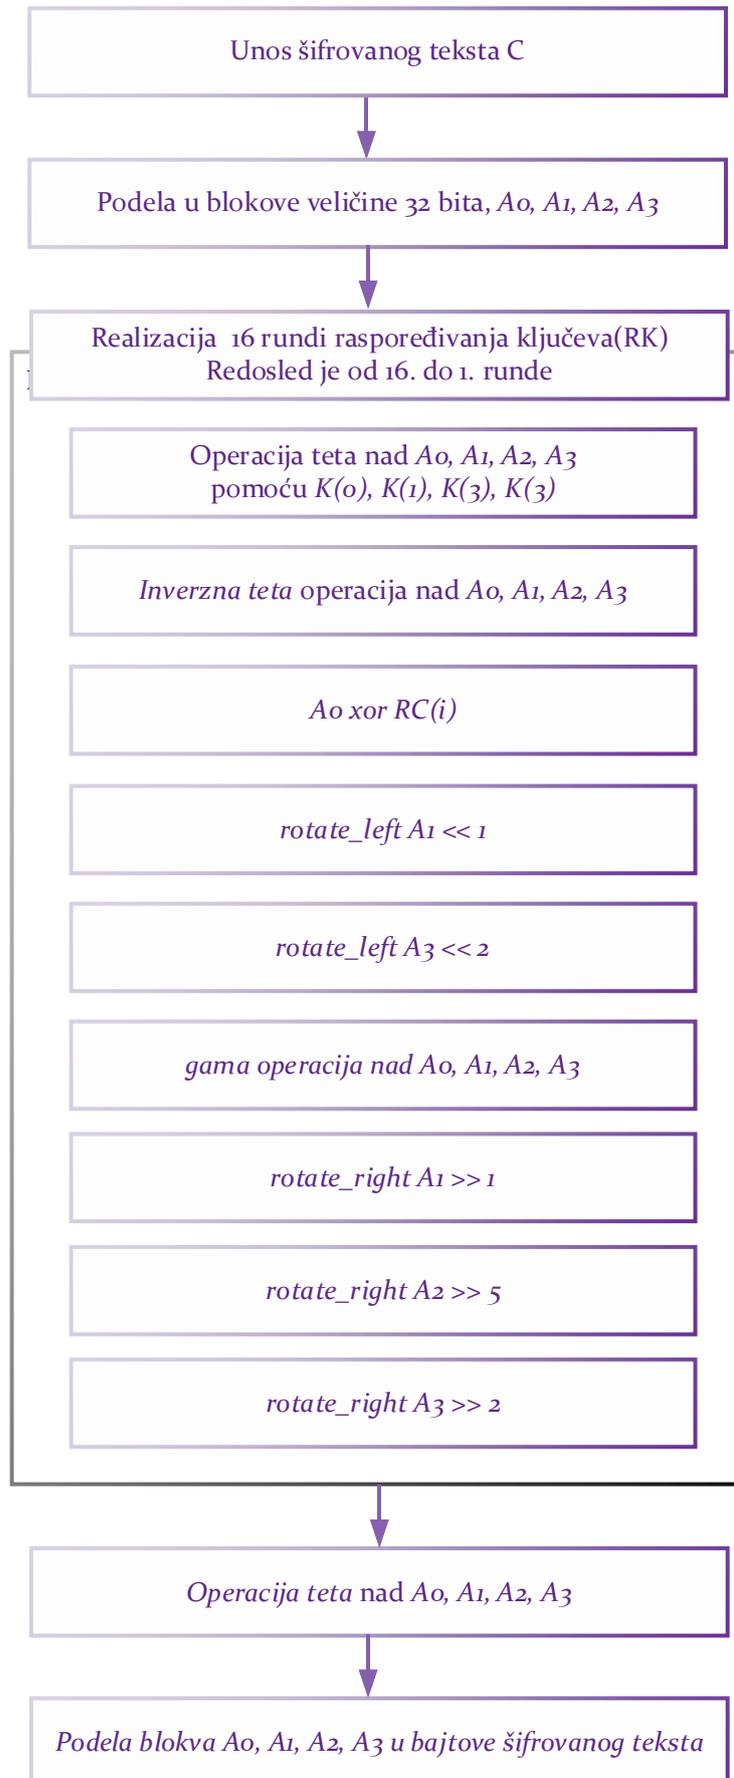 Unos šifrovanog teksta C
Podela u blokove veličine 32 bita, A0, A1, A2, A3
Realizacija 16 rundi raspoređivanja ključeva(RK)
Redosled je od 16. do 1. runde
Operacija teta nad A0, A1, A2, A3
pomoću K(0), K(1), K(3), K(3)
Inverzna teta operacija nad A0, A1, A2, A3
A0 xor RC(i)
rotate_left A1 << 1
rotate_left A3 << 2
gama operacija nad A0, A1, A2, A3
rotate_right A1 >> 1
rotate_right A2 >> 5
rotate_right A3 >> 2
Operacija teta nad A0, A1, A2, A3
Podela blokva A0, A1, A2, A3 u bajtove šifrovanog teksta